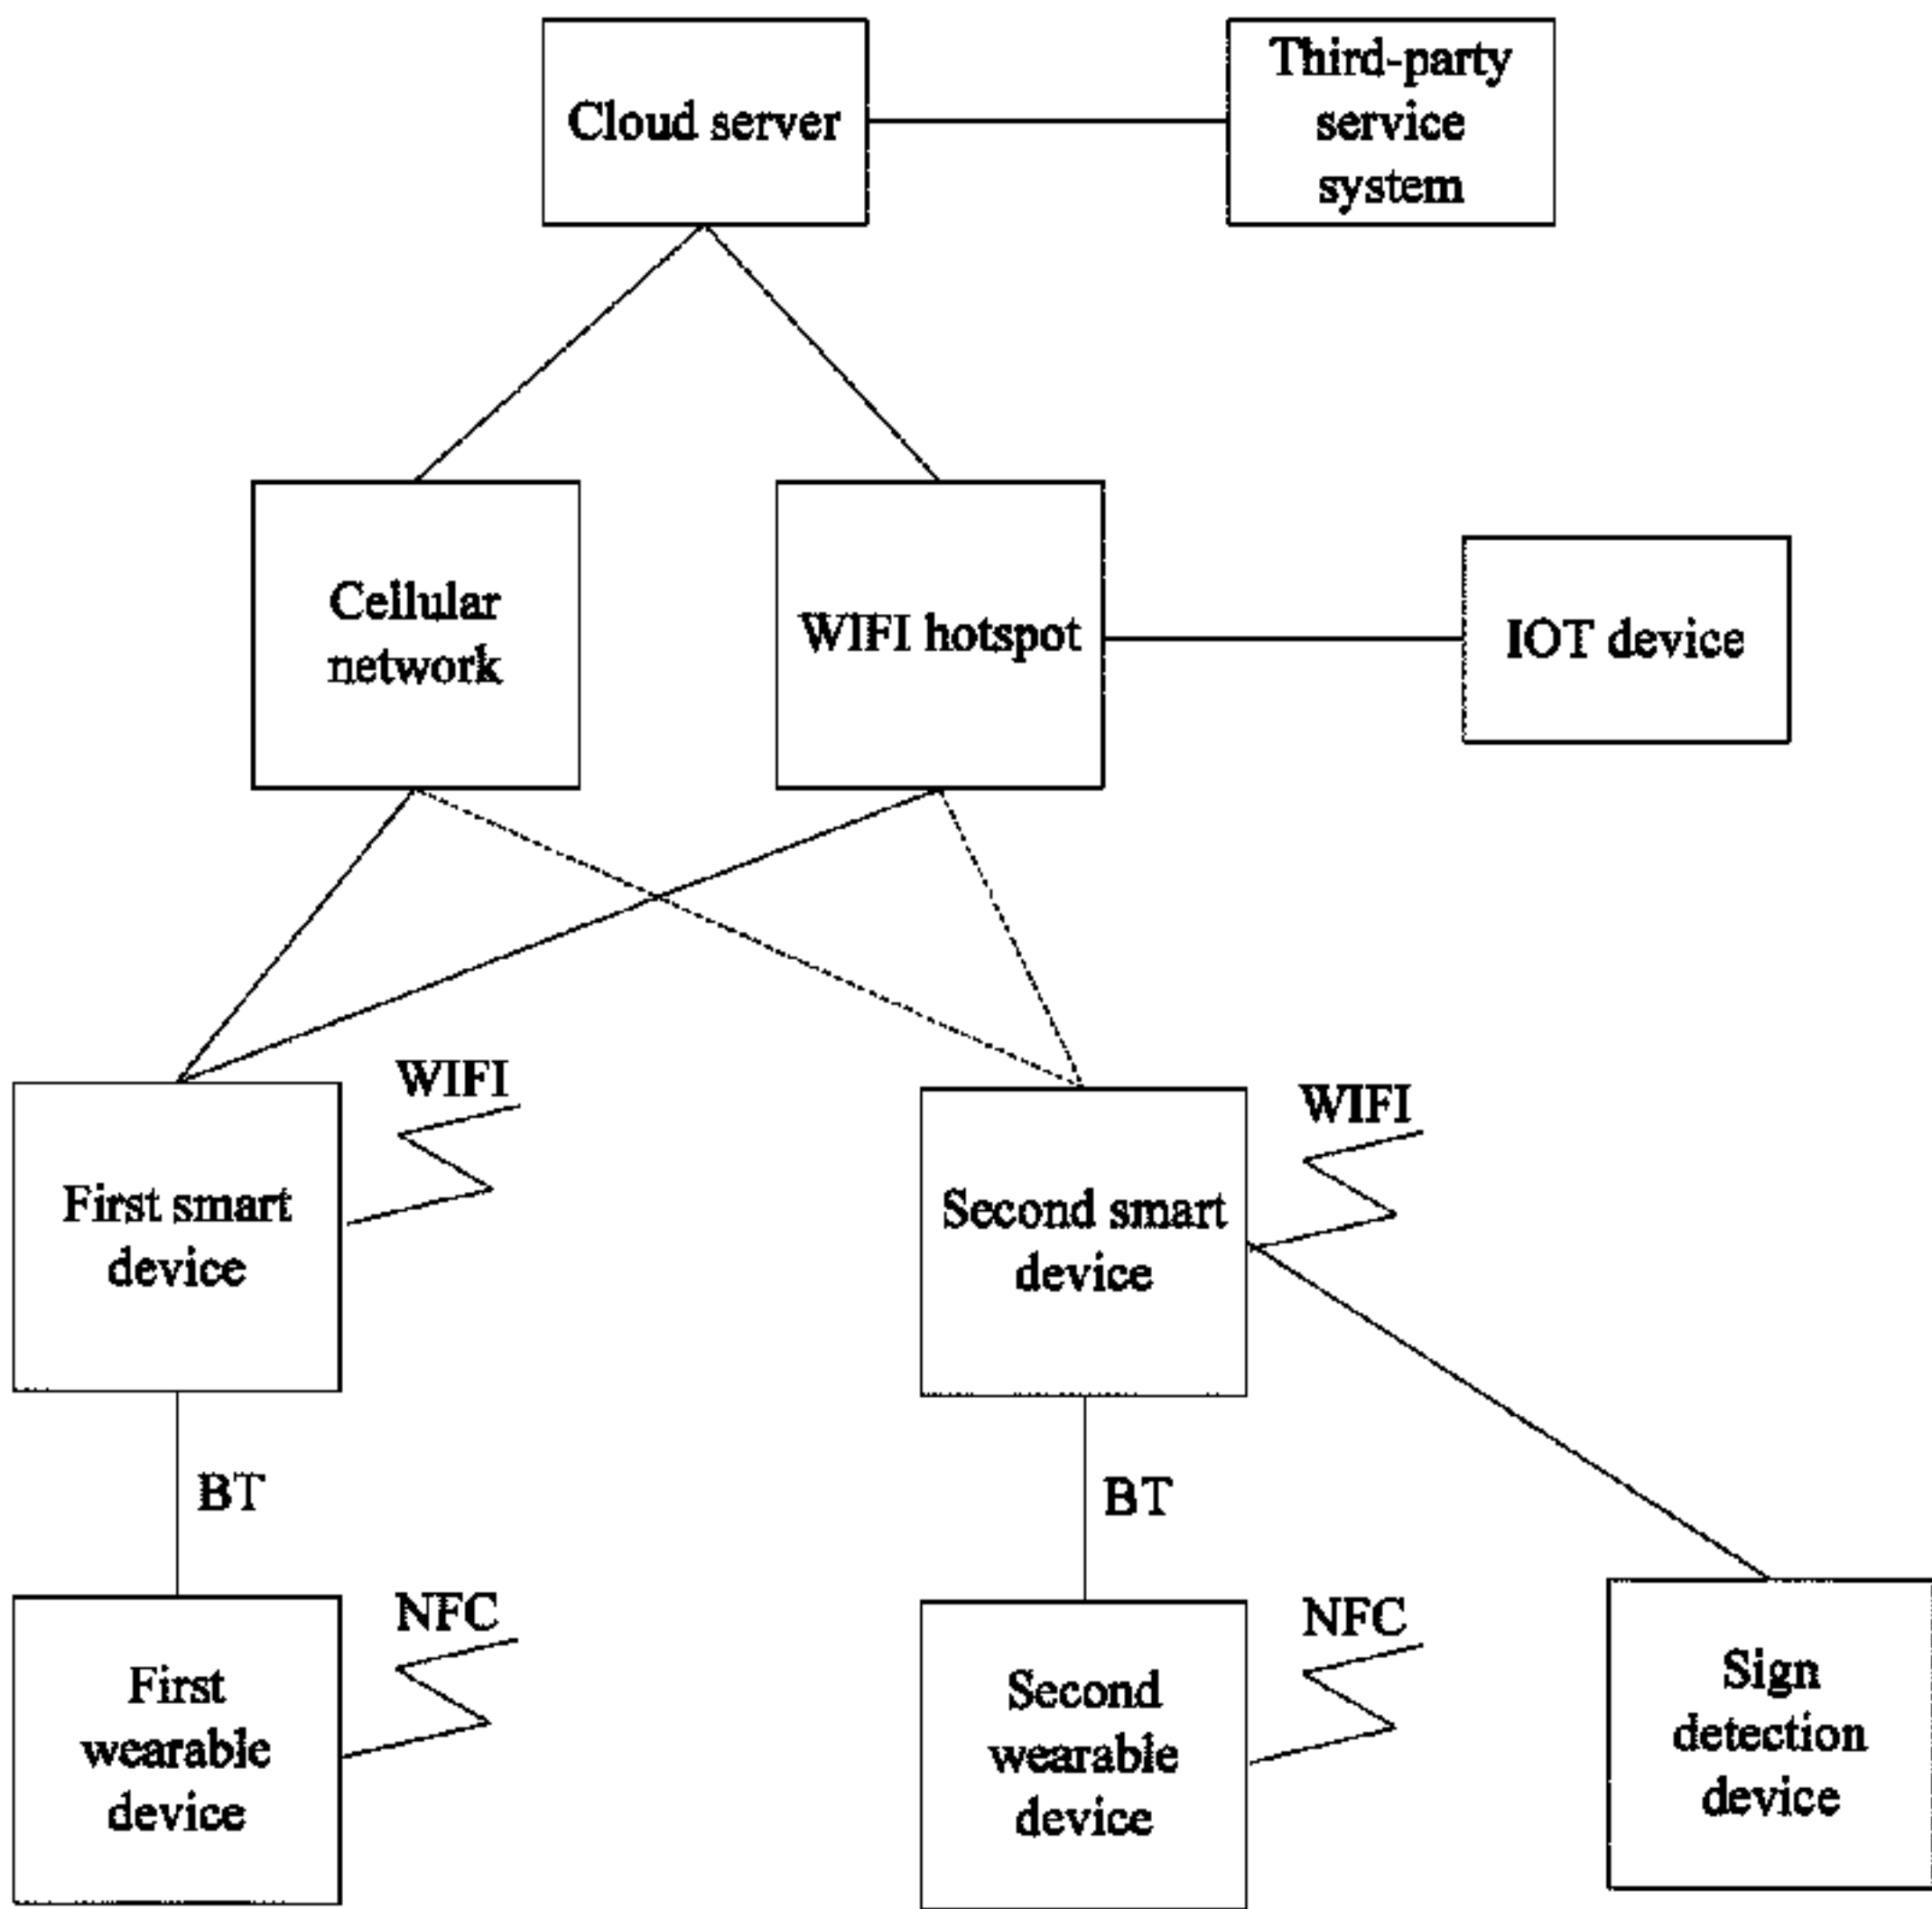 Cloud server
Third-party
service
system
Cellular
network
WIFI hotspot
IOT device
WIFI
First smart
device
WIFI
Second smart
device
BT
BT
NFC
First
wearable
device
NFC
Second
wearable
device
Sign
detection
device